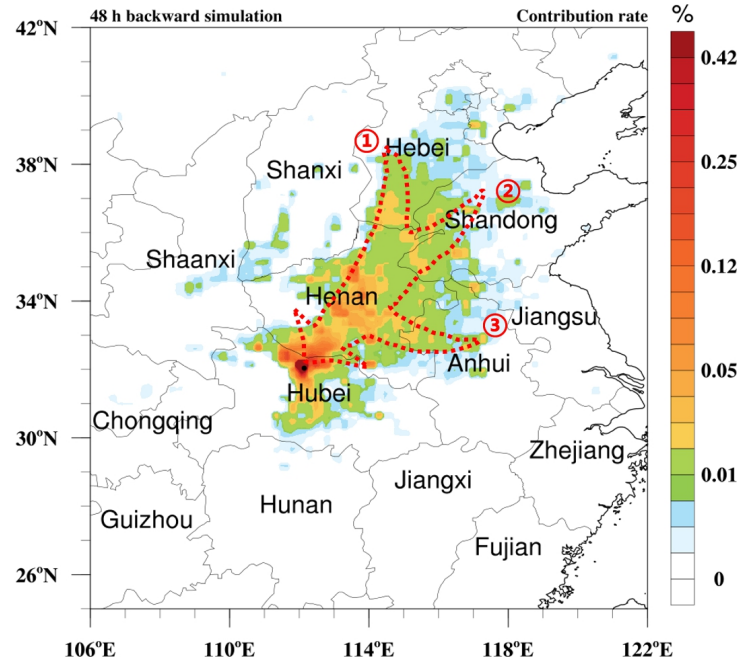 48 h backward simulation
Contribution rate
%
42°N
0.42
①
Hebei
38°N
Shanxi
②
0.25
Shandong
Shaanxi
0.12
Henan
34°N
③
Jiangsu
Anhui
0.05
Hubei
Chongqing
30°N
Zhejiang
0.01
Jiangxi
Hunan
Guizhou
Fujian
26°N
0
106°E
110°E
114°E
118°E
122°E